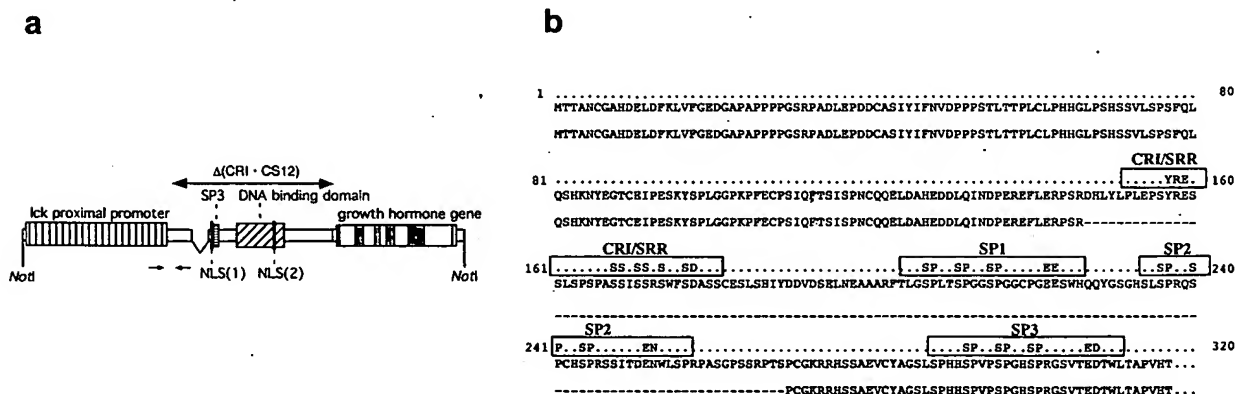 a
b
Δ(CRI · CS12)
SP3 DNA binding domain
lck proximal promoter
growth hormone gene
NotI
NLS(1)
NLS(2)
NotI
1 80
MTTANCGAHDELDFKLVFGEDGAPAPPPPGSRPADLEPDDCASIYIFNVDPPPSTLTTPLCLPHHGLPSHSSVLSPSFQL
MTTANCGAHDELDFKLVFGEDGAPAPPPPGSRPADLEPDDCASIYIFNVDPPPSTLTTPLCLPHHGLPSHSSVLSPSFQL
CRI/SRR
81 .....YRE. 160
QSHKNYEGTCEIPESKYSPLGGPKPFECPSIQFTSISPNCQQELDAHEDDLQINDPEREFLERPSRDHLYLPLEPSYRES
QSHKNYEGTCEIPESKYSPLGGPKPFECPSIQFTSISPNCQQELDAHEDDLQINDPEREFLERPSR--------------
CRI/SRR SP1 SP2
161 .......SS.SS.S..SD... ...SP...SP..SP.....EE.. ..SP..S 240
SLSPSPASSISSRSWFSDASSCESLSHIYDDVDSELNEAAARFTLGSPLTSPGGSPGGCPGEESWHQQYGSGHSLSPRQS
SP2 SP3
241 P..SP......EN.... ....SP..SP..SP.....ED... 320
PCHSPRSSITDENWLSPRPASGPSSRPTSPCGKRRHSSAEVCYAGSLSPHHSPVPSPGHSPRGSVTEDTWLTAPVHT...
-----------------------------PCGKRRHSSAEVCYAGSLSPHHSPVPSPGHSPRGSVTEDTWLTAPVHT...